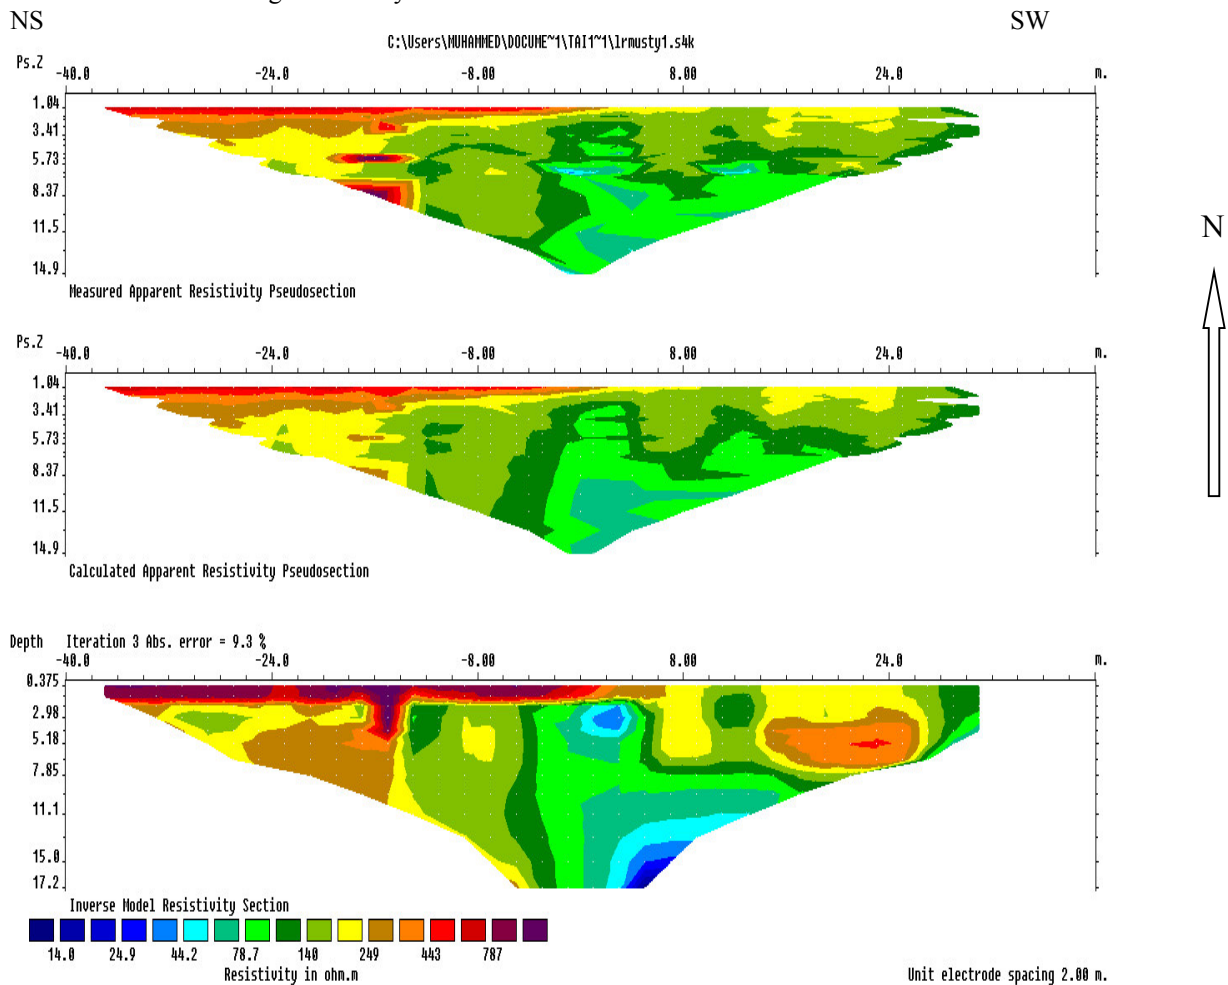 NS SW
C:\Users\MUHAMMED\DOCUME~1\TAI1~1\lrmusty1.s4k
Ps.Z -40.0 -24.0 -8.00 8.00 24.0 m.
1.04
3.41
5.73
8.37
11.5
14.9
Measured Apparent Resistivity Pseudosection
N
Ps.Z -40.0 -24.0 -8.00 8.00 24.0 m.
1.04
3.41
5.73
8.37
11.5
14.9
Calculated Apparent Resistivity Pseudosection
Depth Iteration 3 Abs. error = 9.3 %
-40.0 -24.0 -8.00 8.00 24.0 m.
0.375
2.98
5.18
7.85
11.1
15.0
17.2
Inverse Model Resistivity Section
14.0 24.9 44.2 78.7 140 249 443 787
Resistivity in ohm.m Unit electrode spacing 2.00 m.